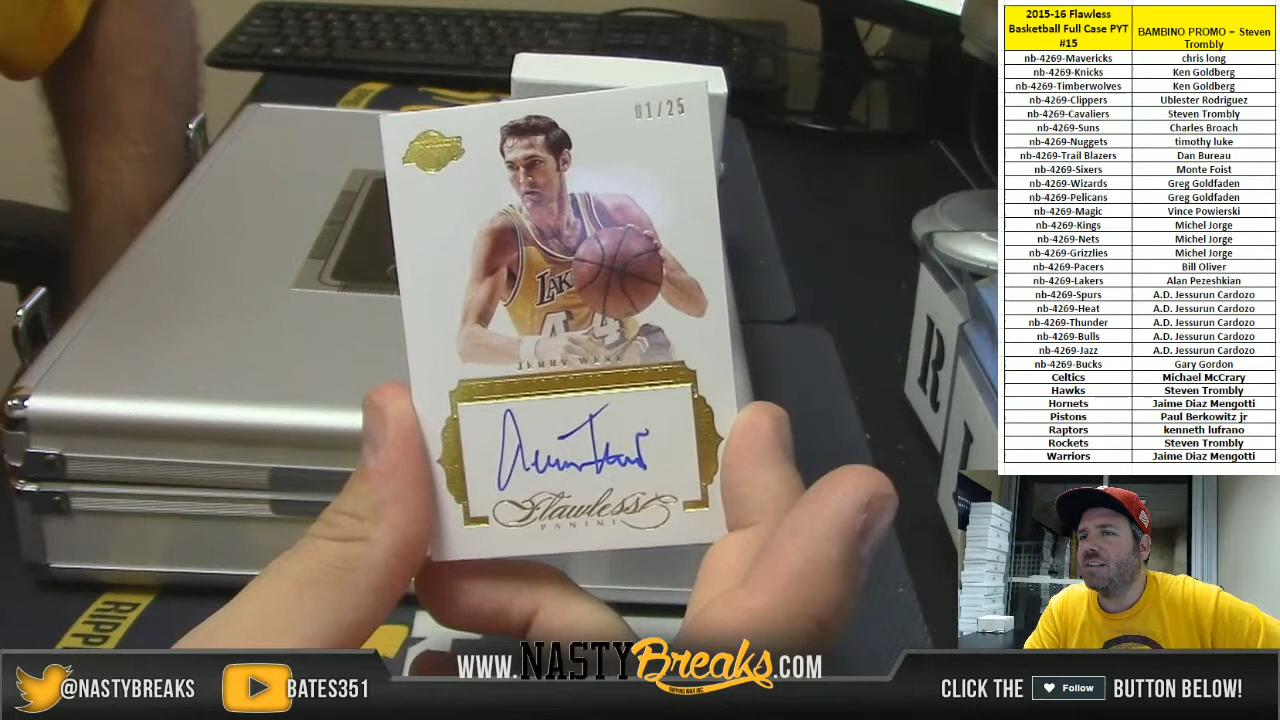 01/25
LAK
44
JERRY WEST
Flawless
PANINI
R
RIPP
2015-16 Flawless
Basketball Full Case PYT
#15
BAMBINO PROMO – Steven
Trombly
nb-4269-Mavericks chris long
nb-4269-Knicks Ken Goldberg
nb-4269-Timberwolves Ken Goldberg
nb-4269-Clippers Ublester Rodriguez
nb-4269-Cavaliers Steven Trombly
nb-4269-Suns Charles Broach
nb-4269-Nuggets timothy luke
nb-4269-Trail Blazers Dan Bureau
nb-4269-Sixers Monte Foist
nb-4269-Wizards Greg Goldfaden
nb-4269-Pelicans Greg Goldfaden
nb-4269-Magic Vince Powierski
nb-4269-Kings Michel Jorge
nb-4269-Nets Michel Jorge
nb-4269-Grizzlies Michel Jorge
nb-4269-Pacers Bill Oliver
nb-4269-Lakers Alan Pezeshkian
nb-4269-Spurs A.D. Jessurun Cardozo
nb-4269-Heat A.D. Jessurun Cardozo
nb-4269-Thunder A.D. Jessurun Cardozo
nb-4269-Bulls A.D. Jessurun Cardozo
nb-4269-Jazz A.D. Jessurun Cardozo
nb-4269-Bucks Gary Gordon
Celtics Michael McCrary
Hawks Steven Trombly
Hornets Jaime Diaz Mengotti
Pistons Paul Berkowitz jr
Raptors kenneth lufrano
Rockets Steven Trombly
Warriors Jaime Diaz Mengotti
@NASTYBREAKS
BATES351
WWW.NASTYBreaks.COM
RIPPING WAX INC.
CLICK THE Follow BUTTON BELOW!